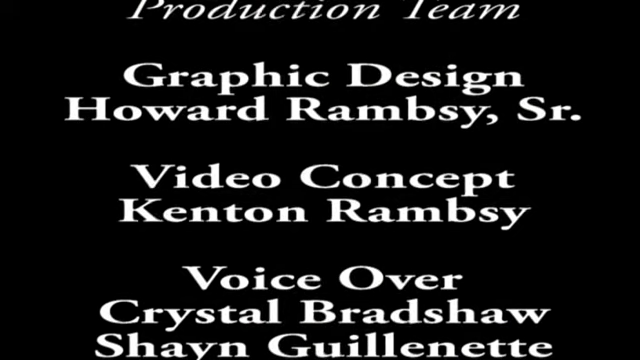 Production Team
Graphic Design
Howard Rambsy, Sr.
Video Concept
Kenton Rambsy
Voice Over
Crystal Bradshaw
Shayn Guillenette